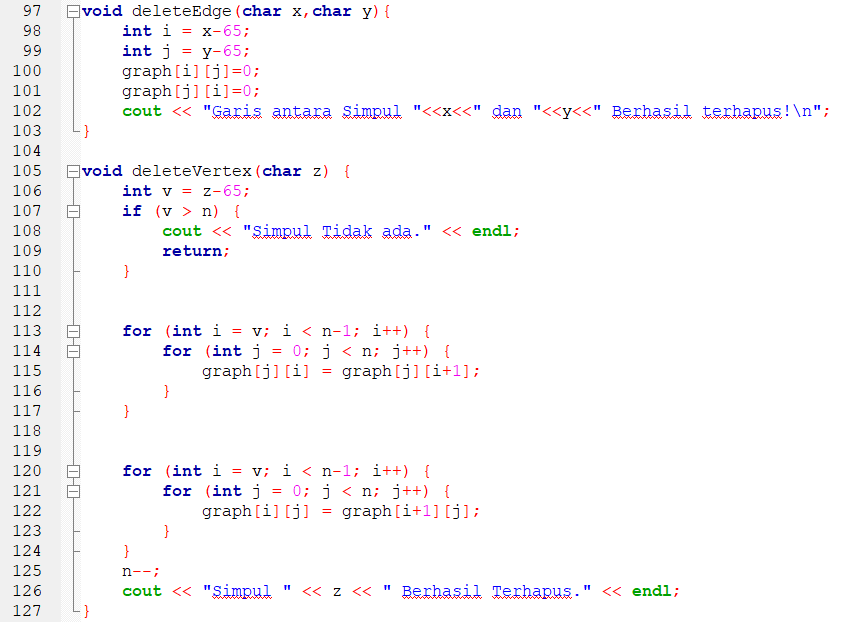 97 void deleteEdge(char x,char y){
98     int i = x-65;
99     int j = y-65;
100     graph[i][j]=0;
101     graph[j][i]=0;
102     cout << "Garis antara Simpul "<<x<<" dan "<<y<<" Berhasil terhapus!\n";
103 }
104
105 void deleteVertex(char z) {
106     int v = z-65;
107     if (v > n) {
108         cout << "Simpul Tidak ada." << endl;
109         return;
110     }
111
112
113     for (int i = v; i < n-1; i++) {
114         for (int j = 0; j < n; j++) {
115             graph[j][i] = graph[j][i+1];
116         }
117     }
118
119
120     for (int i = v; i < n-1; i++) {
121         for (int j = 0; j < n; j++) {
122             graph[i][j] = graph[i+1][j];
123         }
124     }
125     n--;
126     cout << "Simpul " << z << " Berhasil Terhapus." << endl;
127 }